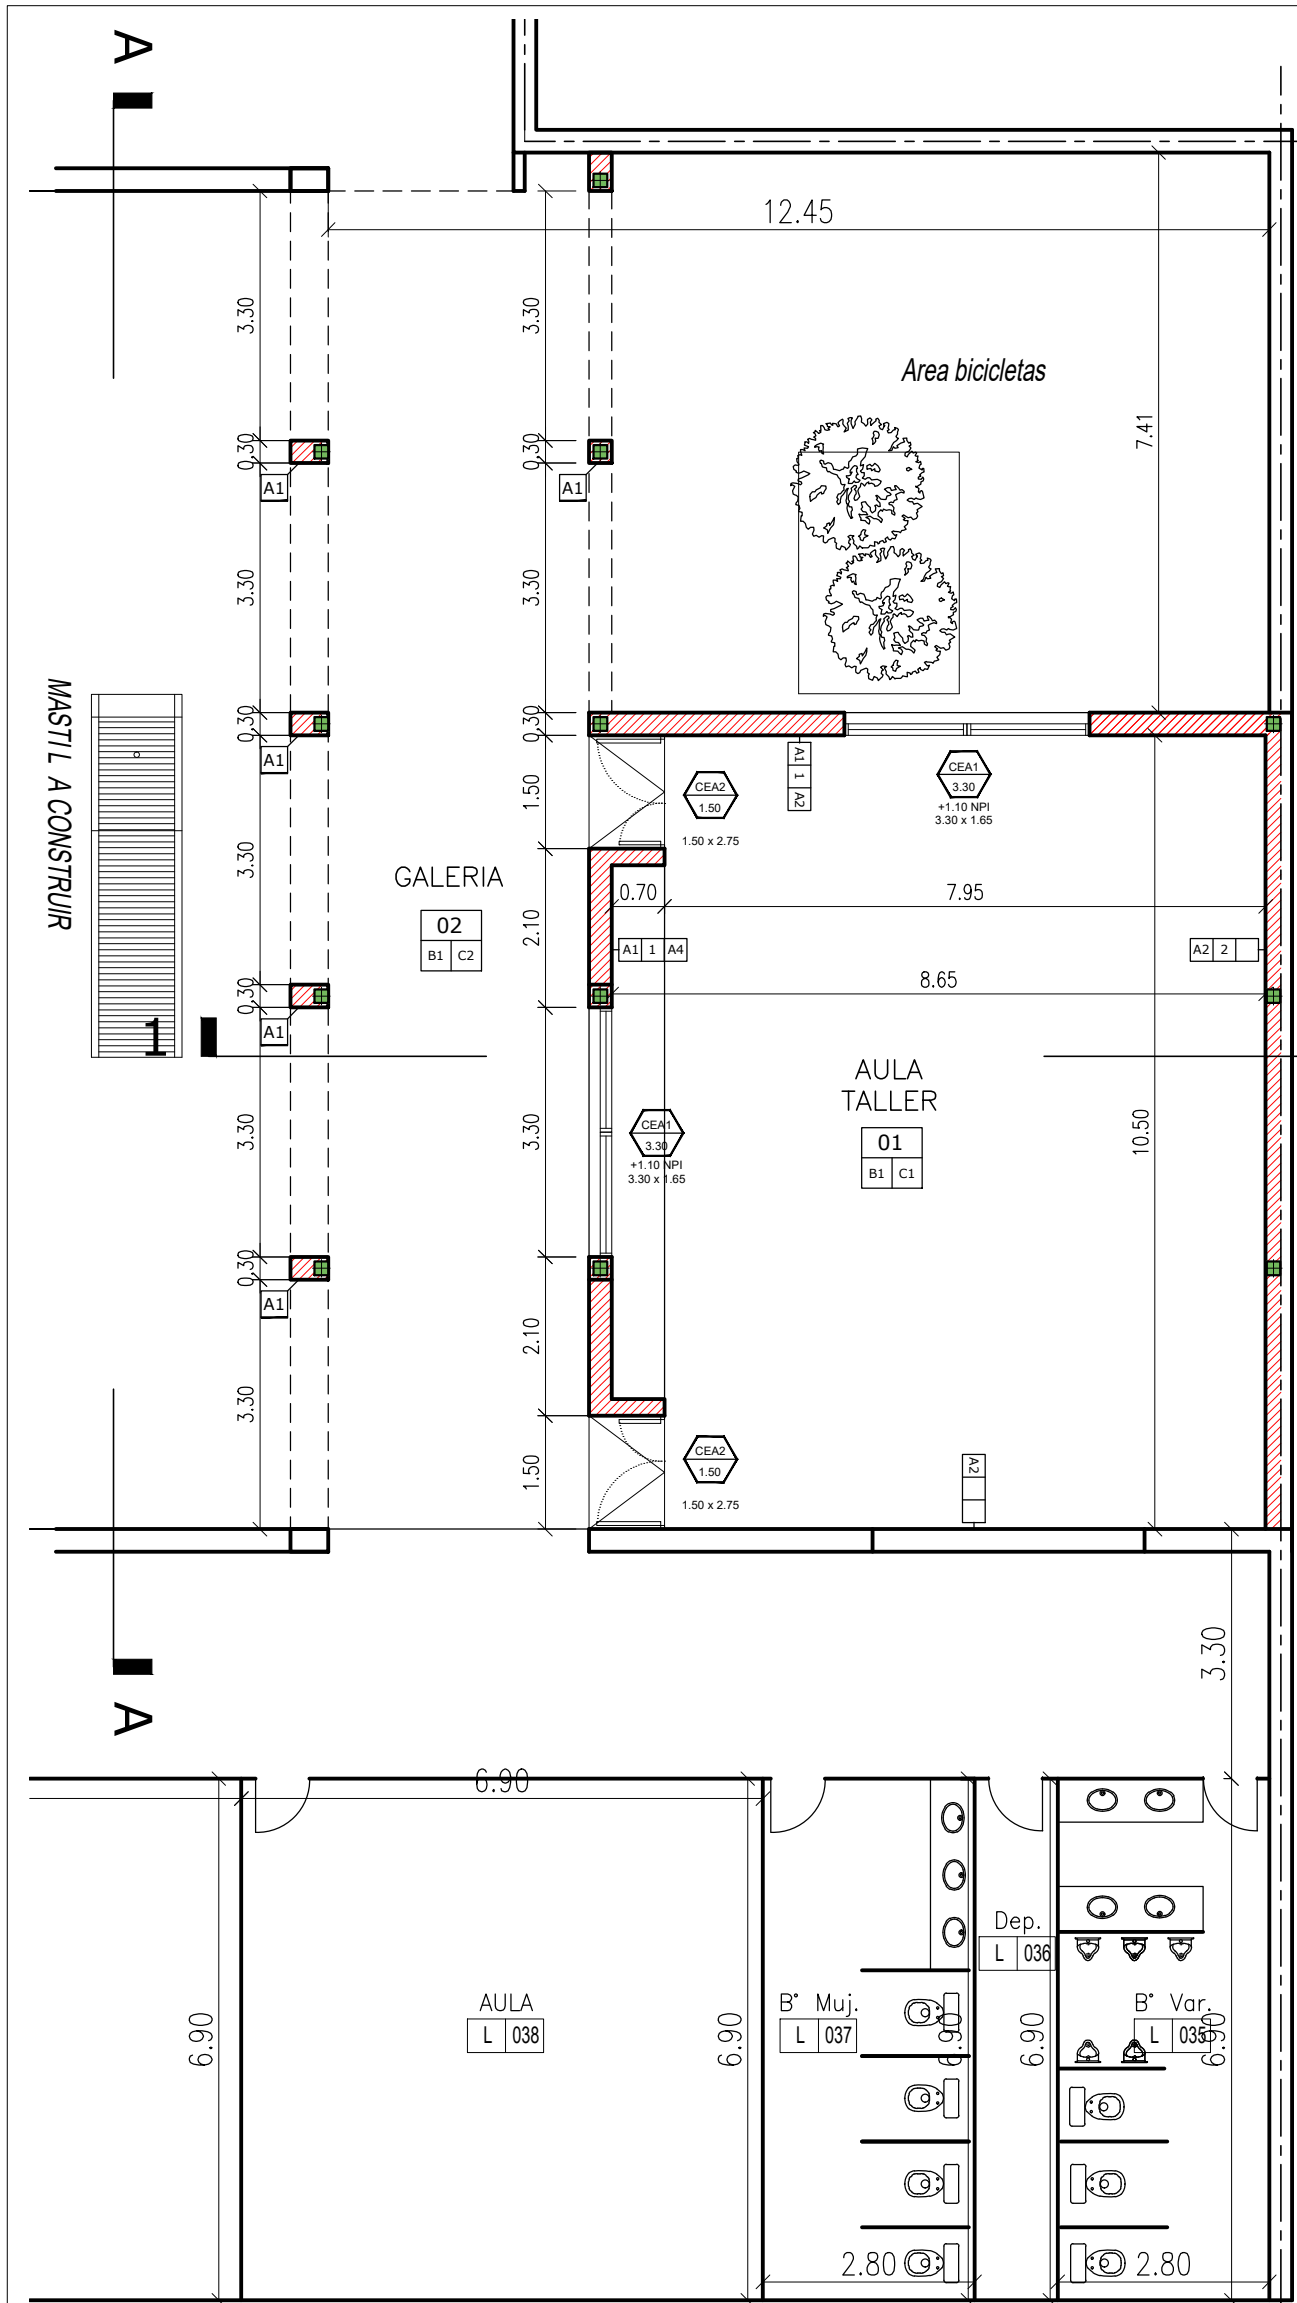 A
12.45
3.30
3.30
Area bicicletas
7.41
0.30
0.30
A1
A1
3.30
3.30
MASTIL A CONSTRUIR
0.30
0.30
A1
A1 1 A2
CEA2
1.50
1.50 x 2.75
CEA1
3.30
+1.10 NPI
3.30 x 1.65
1.50
3.30
GALERIA
02
B1 C2
2.10
0.70
7.95
A1 1 A4
A2 2
8.65
0.30
A1
1
AULA
TALLER
01
B1 C1
3.30
3.30
CEA1
3.30
+1.10 NPI
3.30 x 1.65
10.50
0.30
A1
2.10
3.30
CEA2
1.50
1.50 x 2.75
1.50
A2
3.30
A
6.90
Dep.
L 036
AULA
L 038
B° Muj.
L 037
B° Var.
L 035
6.90
6.90
6.90
6.90
6.90
2.80
2.80